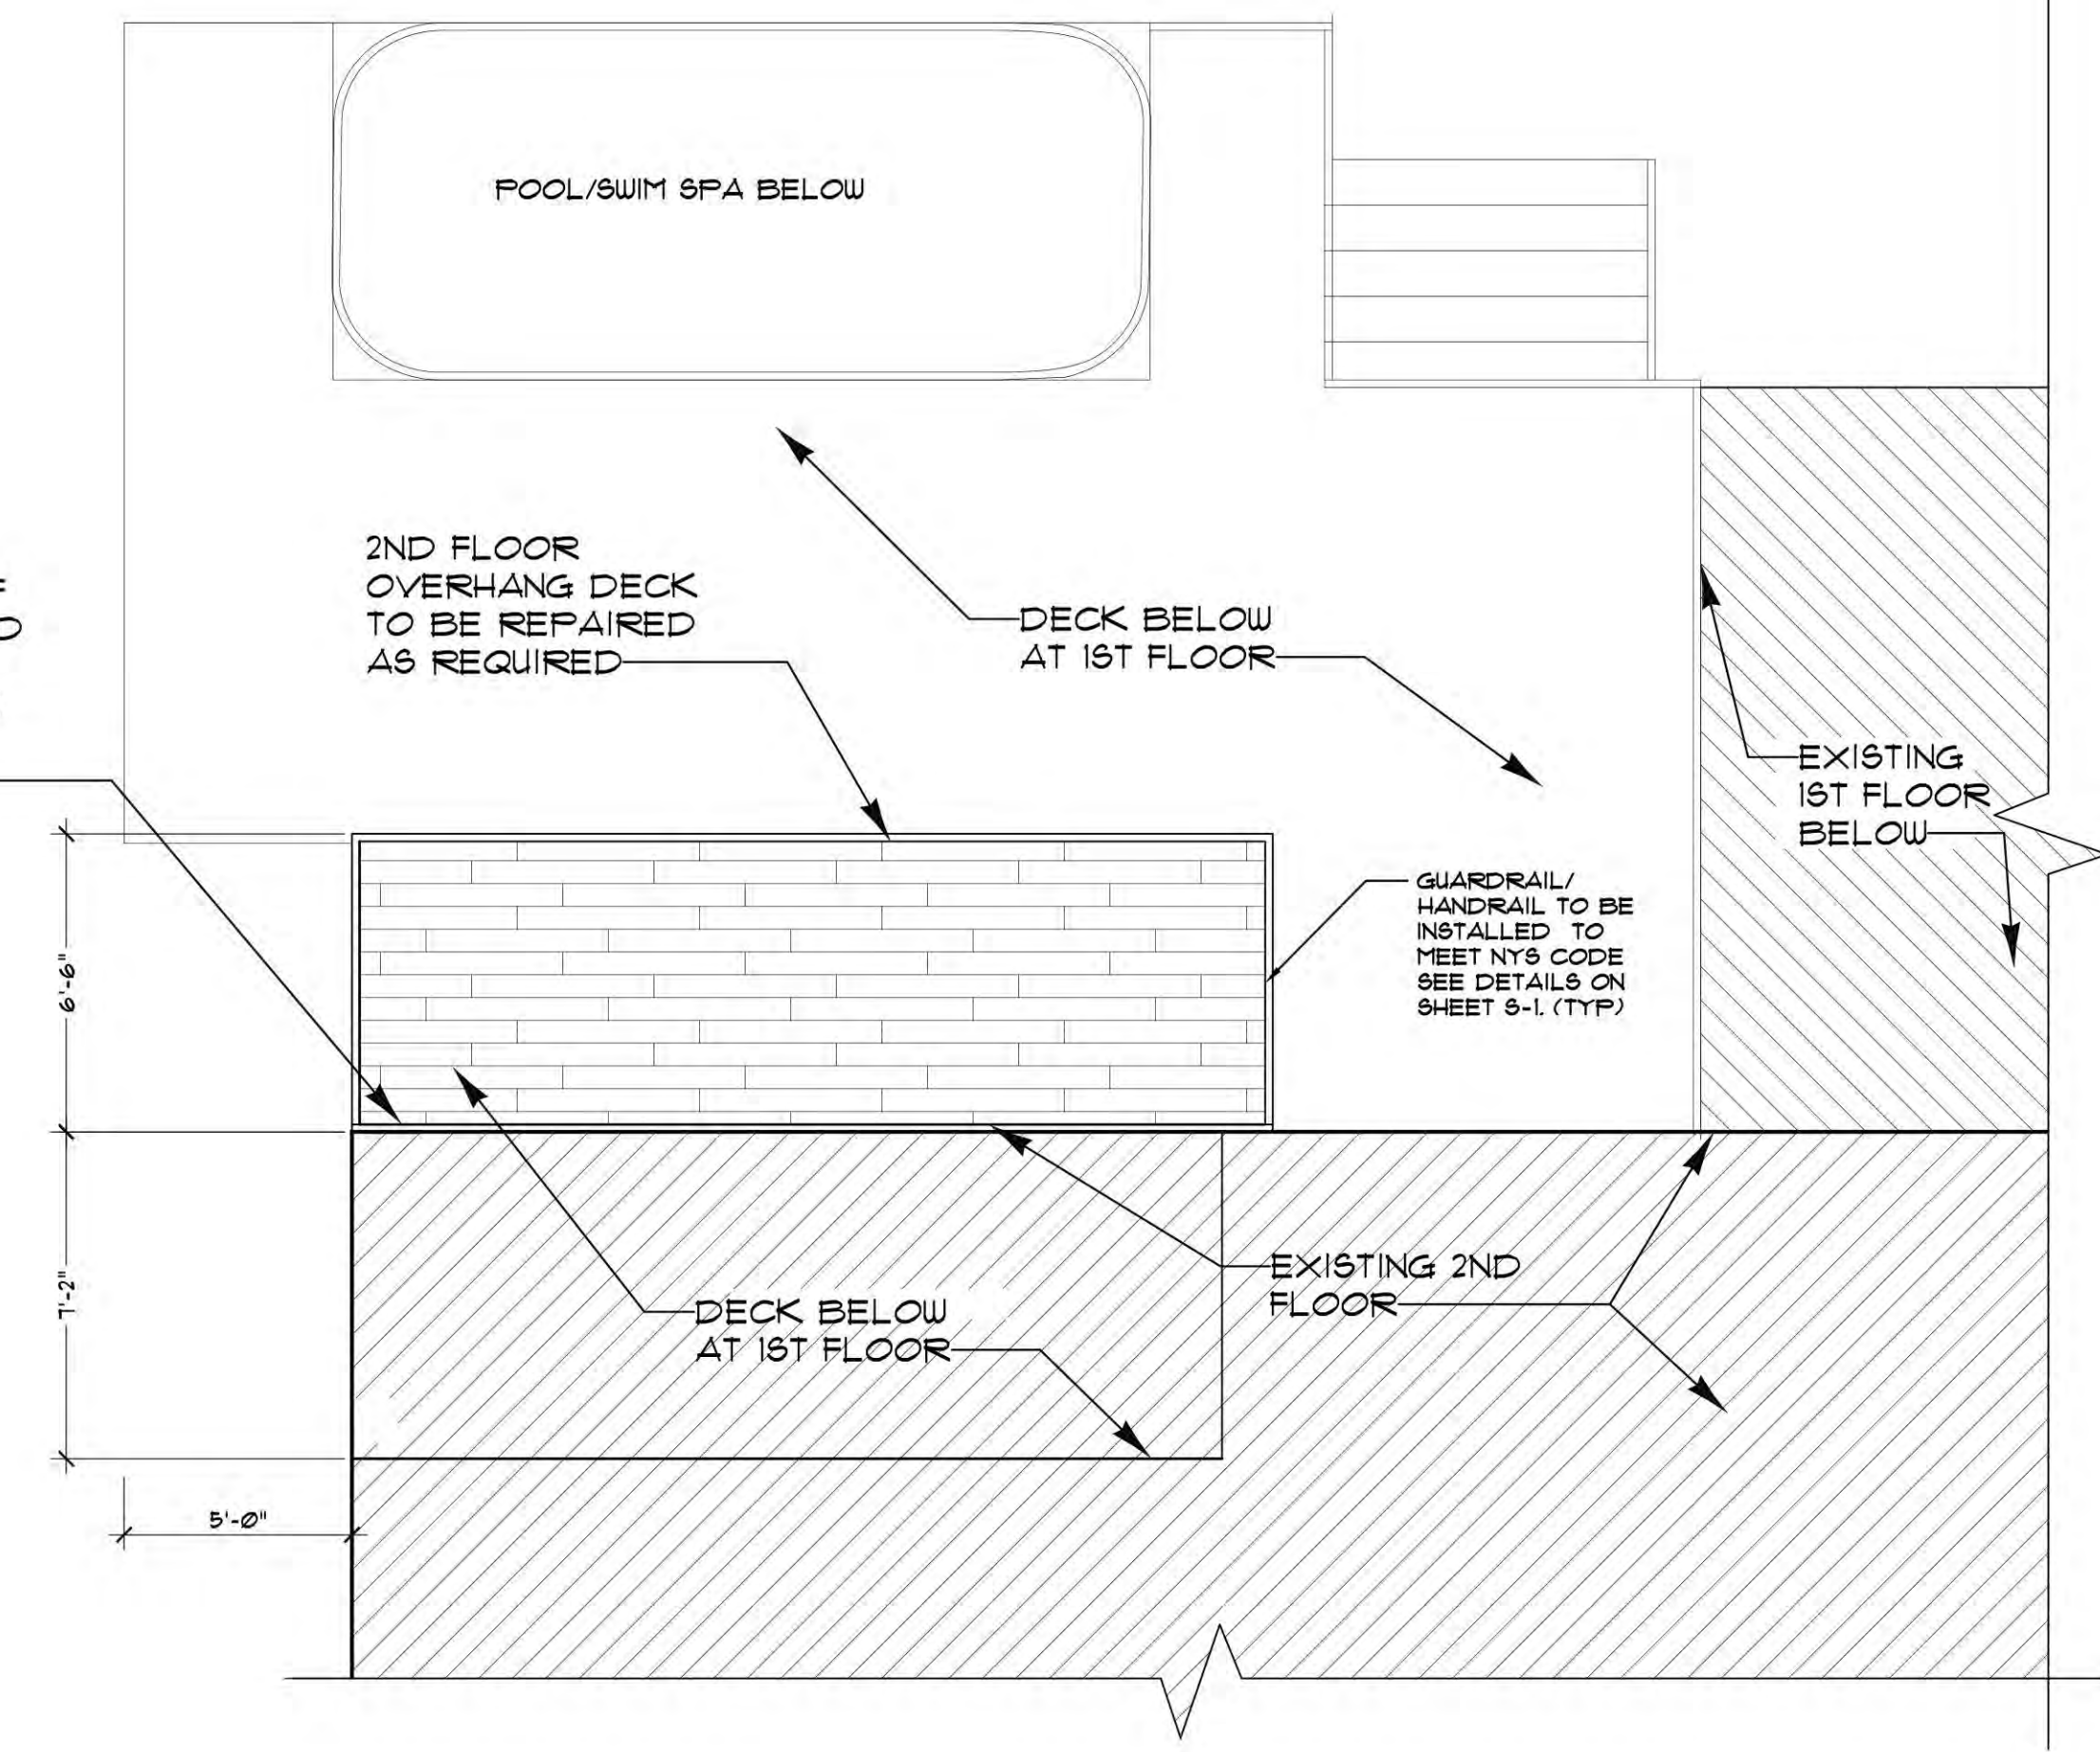 POOL/SWIM SPA BELOW
2ND FLOOR
OVERHANG DECK
TO BE REPAIRED
AS REQUIRED
DECK BELOW
AT 1ST FLOOR
EXISTING
1ST FLOOR
BELOW
GUARDRAIL/
HANDRAIL TO BE
INSTALLED TO
MEET NYS CODE
SEE DETAILS ON
SHEET S-1. (TYP)
6'-6"
7'-2"
EXISTING 2ND
FLOOR
DECK BELOW
AT 1ST FLOOR
5'-0"